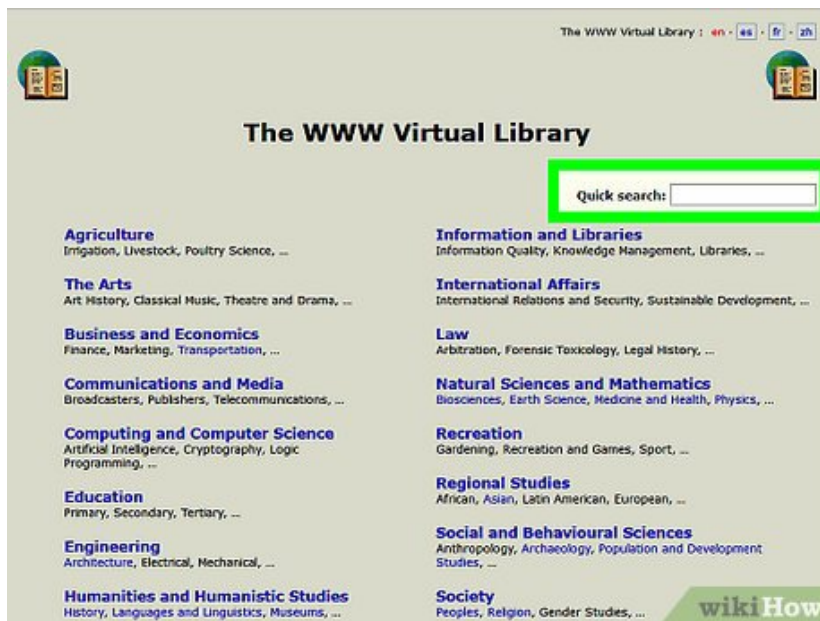 The WWW Virtual Library : en - es - fr - zh
The WWW Virtual Library
Quick search:
Agriculture
Irrigation, Livestock, Poultry Science, ...
The Arts
Art History, Classical Music, Theatre and Drama, ...
Business and Economics
Finance, Marketing, Transportation, ...
Communications and Media
Broadcasters, Publishers, Telecommunications, ...
Computing and Computer Science
Artificial Intelligence, Cryptography, Logic
Programming, ...
Education
Primary, Secondary, Tertiary, ...
Engineering
Architecture, Electrical, Mechanical, ...
Humanities and Humanistic Studies
History, Languages and Linguistics, Museums, ...
Information and Libraries
Information Quality, Knowledge Management, Libraries, ...
International Affairs
International Relations and Security, Sustainable Development, ...
Law
Arbitration, Forensic Toxicology, Legal History, ...
Natural Sciences and Mathematics
Biosciences, Earth Science, Medicine and Health, Physics, ...
Recreation
Gardening, Recreation and Games, Sport, ...
Regional Studies
African, Asian, Latin American, European, ...
Social and Behavioural Sciences
Anthropology, Archaeology, Population and Development
Studies, ...
Society
Peoples, Religion, Gender Studies, ...
wikiHow